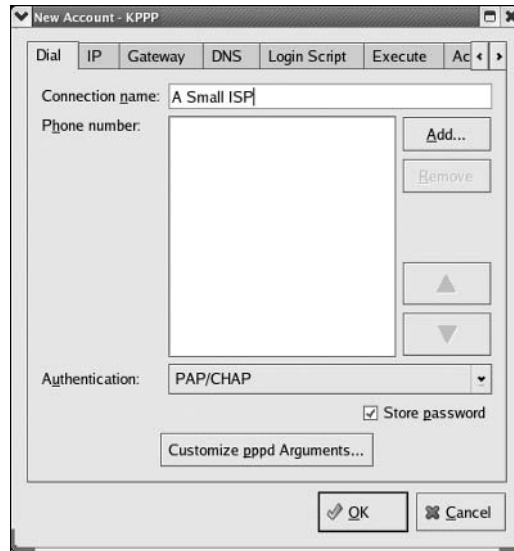 New Account - KPPP
Dial IP Gateway DNS Login Script Execute Ac
Connection name: A Small ISP
Phone number:
Add...
Remove
Authentication: PAP/CHAP
Store password
Customize pppd Arguments...
OK Cancel